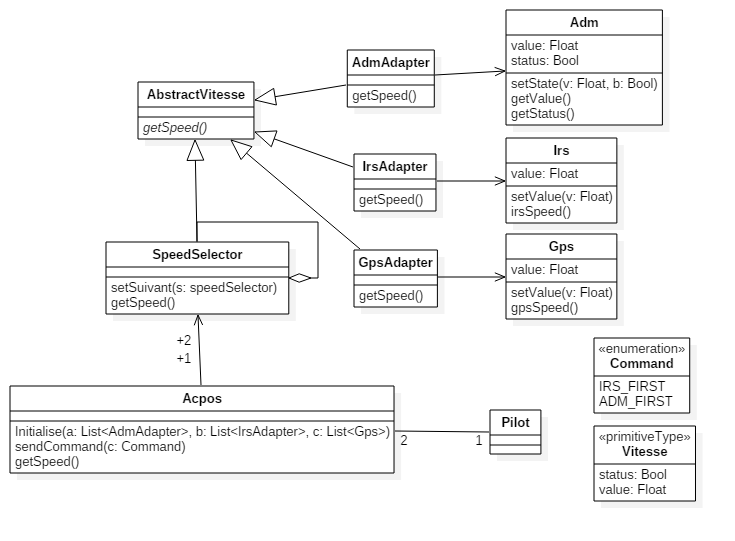 Adm
value: Float
status: Bool
setState(v: Float, b: Bool)
getValue()
getStatus()
AdmAdapter
getSpeed()
AbstractVitesse
getSpeed()
IrsAdapter
getSpeed()
Irs
value: Float
setValue(v: Float)
irsSpeed()
SpeedSelector
setSuivant(s: speedSelector)
getSpeed()
GpsAdapter
getSpeed()
Gps
value: Float
setValue(v: Float)
gpsSpeed()
+2
+1
«enumeration»
Command
IRS_FIRST
ADM_FIRST
Acpos
Initialise(a: List<AdmAdapter>, b: List<IrsAdapter>, c: List<Gps>)
sendCommand(c: Command)
getSpeed()
2
1
Pilot
«primitiveType»
Vitesse
status: Bool
value: Float